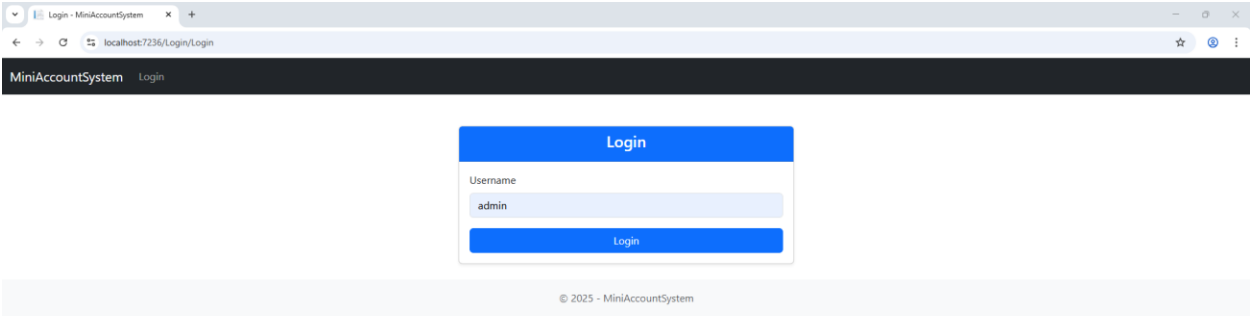 Login - MiniAccountSystem
localhost:7236/Login/Login
MiniAccountSystem Login
Login
Username
admin
Login
© 2025 - MiniAccountSystem